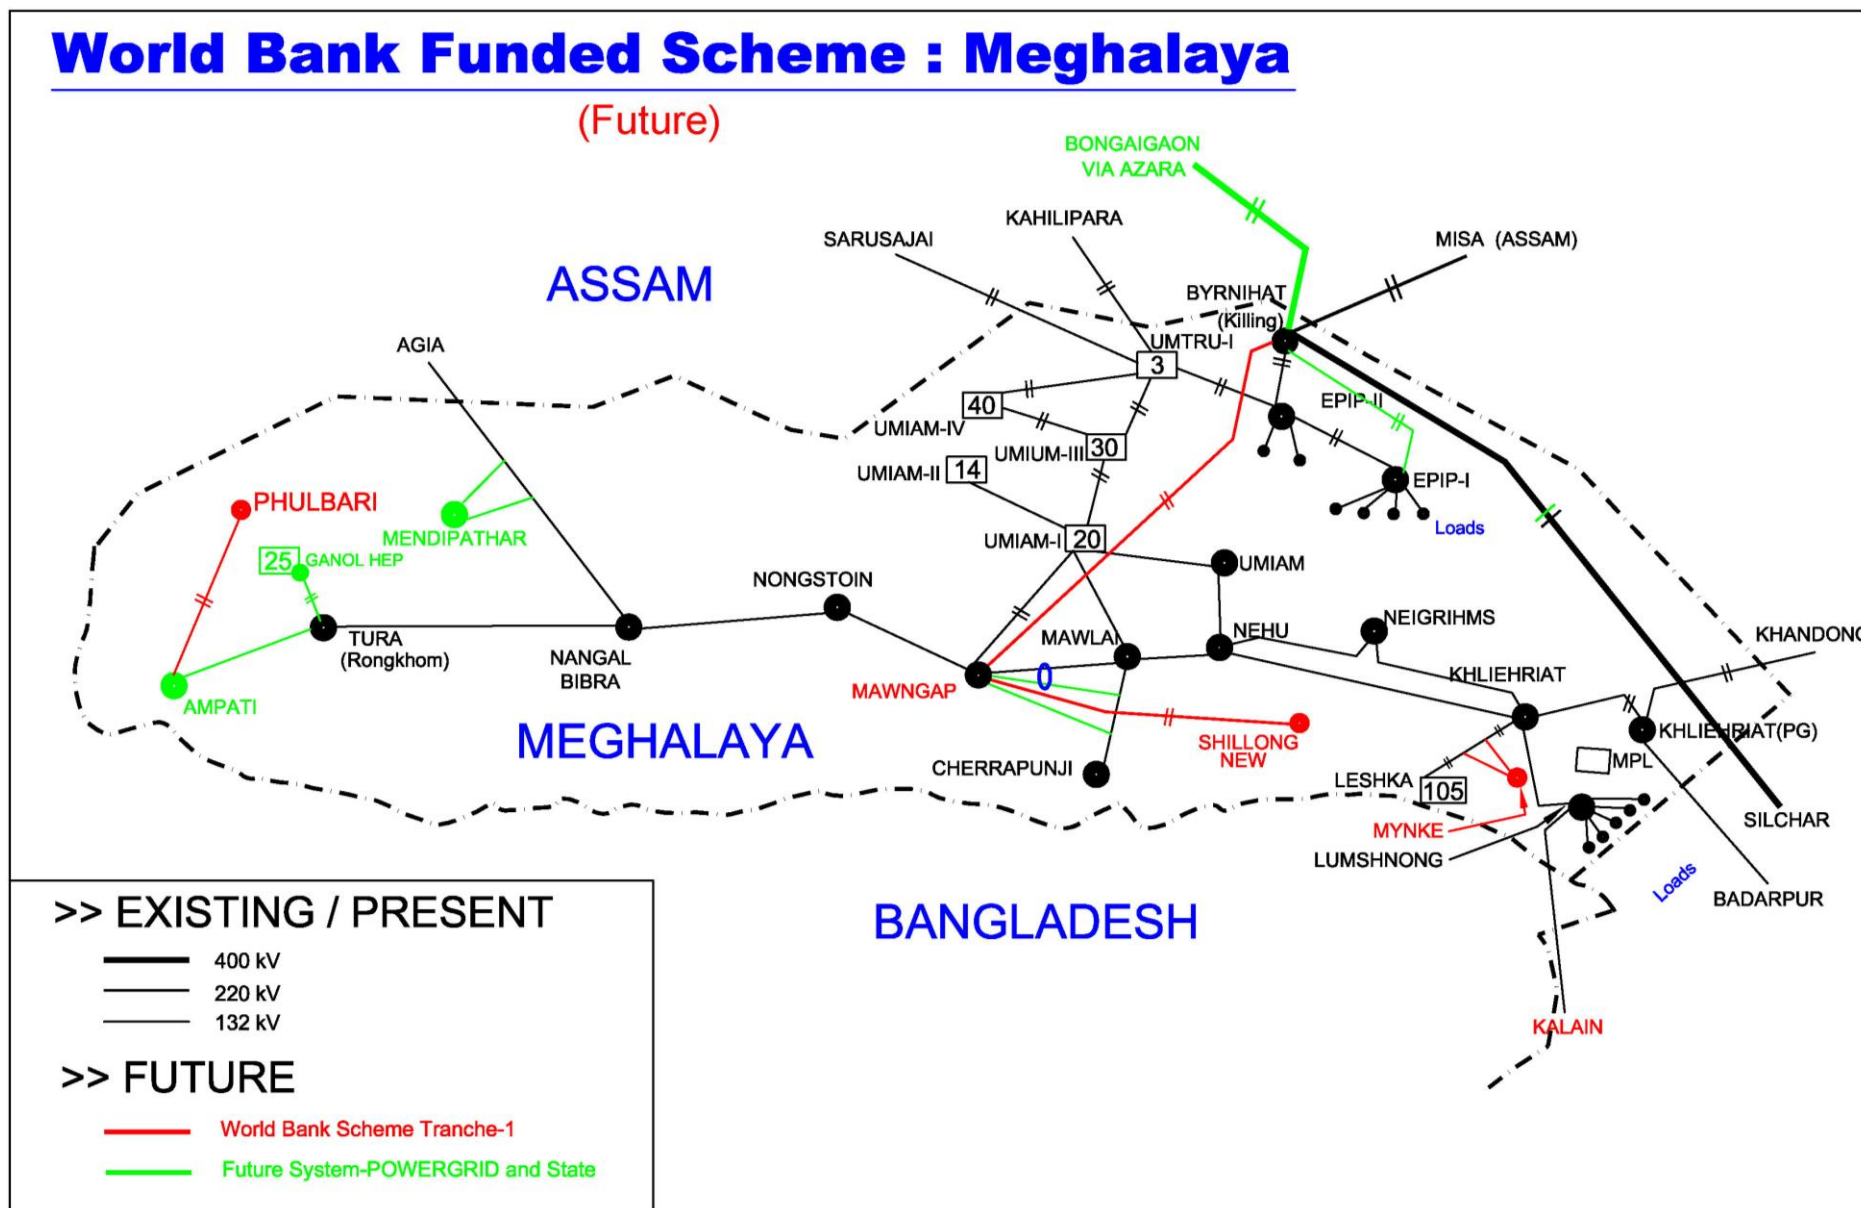 World Bank Funded Scheme : Meghalaya
(Future)
BONGAIGAON
VIA AZARA
KAHILIPARA
SARUSAJAI
MISA (ASSAM)
ASSAM
BYRNIHAT
(Killing)
UMTRU-I
AGIA
3
40
EPIP-II
UMIAM-IV
UMIUM-III
30
UMIAM-II
14
EPIP-I
PHULBARI
Loads
MENDIPATHAR
UMIAM-I
20
25
GANOL HEP
UMIAM
NONGSTOIN
NEIGRIHMS
TURA
(Rongkhom)
MAWLAI
NEHU
KHANDONG
NANGAL
BIBRA
KHLIEHRIAT
0
MAWNGAP
AMPATI
MEGHALAYA
SHILLONG
NEW
KHLIEHRIAT(PG)
MPL
CHERRAPUNJI
LESHKA
105
MYNKE
SILCHAR
LUMSHNONG
Loads
BADARPUR
BANGLADESH
KALAIN
>> EXISTING / PRESENT
400 kV
220 kV
132 kV
>> FUTURE
World Bank Scheme Tranche-1
Future System-POWERGRID and State